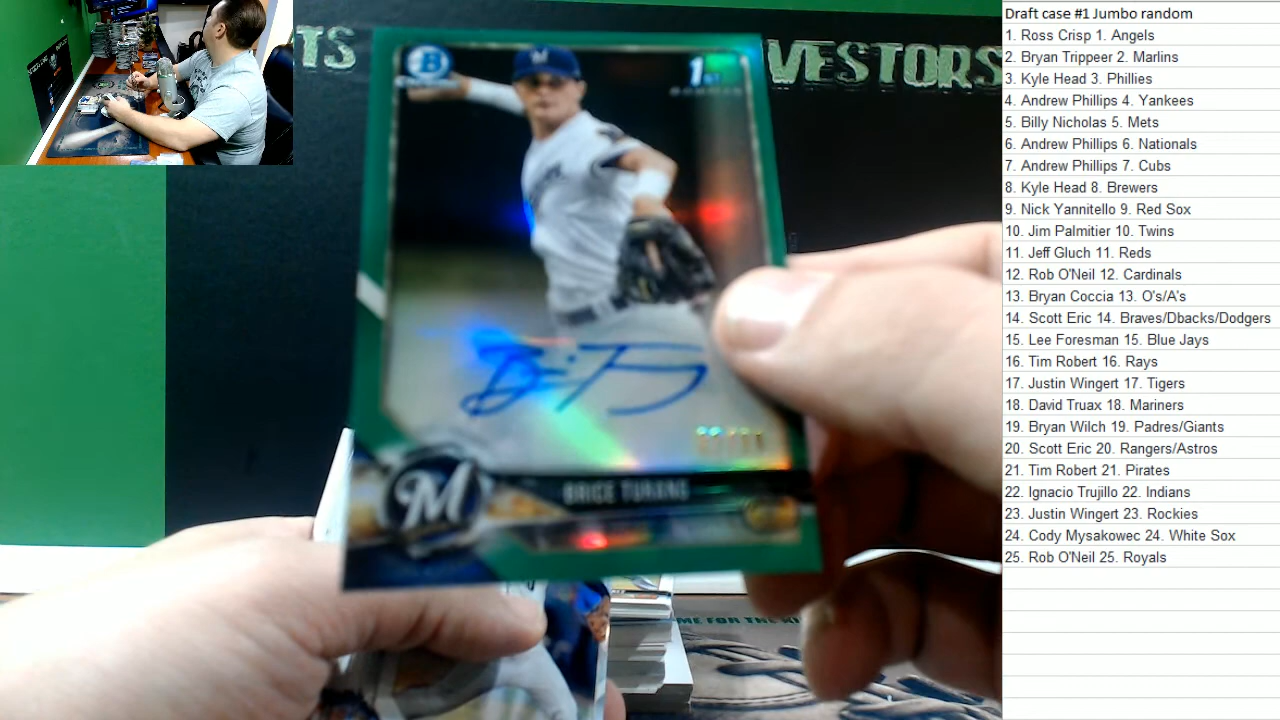 TS
VESTORS
B
1ST
BOWMAN
M
BRICE TURANG
ME FOR THE KI
Draft case #1 Jumbo random
1. Ross Crisp 1. Angels
2. Bryan Trippeer 2. Marlins
3. Kyle Head 3. Phillies
4. Andrew Phillips 4. Yankees
5. Billy Nicholas 5. Mets
6. Andrew Phillips 6. Nationals
7. Andrew Phillips 7. Cubs
8. Kyle Head 8. Brewers
9. Nick Yannitello 9. Red Sox
10. Jim Palmitier 10. Twins
11. Jeff Gluch 11. Reds
12. Rob O'Neil 12. Cardinals
13. Bryan Coccia 13. O's/A's
14. Scott Eric 14. Braves/Dbacks/Dodgers
15. Lee Foresman 15. Blue Jays
16. Tim Robert 16. Rays
17. Justin Wingert 17. Tigers
18. David Truax 18. Mariners
19. Bryan Wilch 19. Padres/Giants
20. Scott Eric 20. Rangers/Astros
21. Tim Robert 21. Pirates
22. Ignacio Trujillo 22. Indians
23. Justin Wingert 23. Rockies
24. Cody Mysakowec 24. White Sox
25. Rob O'Neil 25. Royals